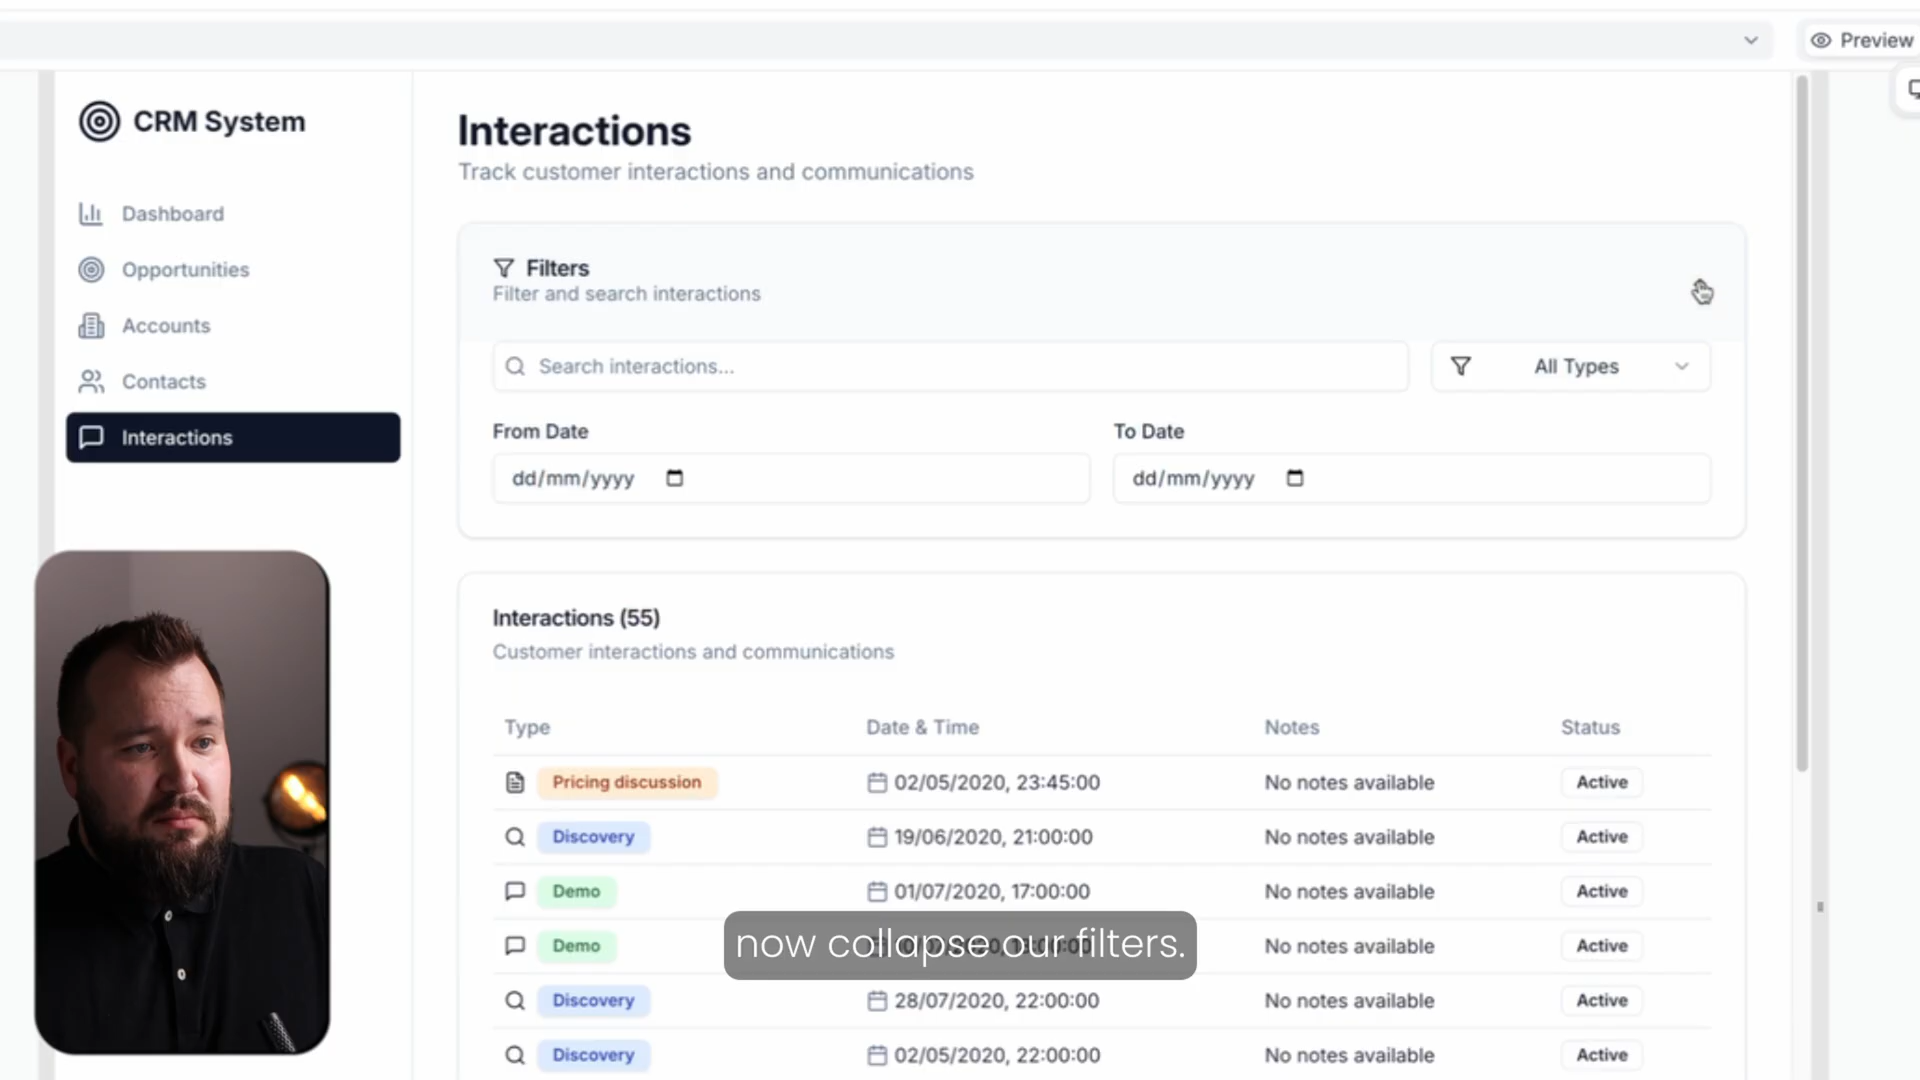 Preview
CRM System
Dashboard
Opportunities
Accounts
Contacts
Interactions
Interactions
Track customer interactions and communications
Filters
Filter and search interactions
Search interactions...
All Types
From Date
To Date
dd/mm/yyyy
dd/mm/yyyy
Interactions (55)
Customer interactions and communications
Type Date & Time Notes Status
Pricing discussion 02/05/2020, 23:45:00 No notes available Active
Discovery 19/06/2020, 21:00:00 No notes available Active
Demo 01/07/2020, 17:00:00 No notes available Active
Demo No notes available Active
now collapse our filters.
Discovery 28/07/2020, 22:00:00 No notes available Active
Discovery 02/05/2020, 22:00:00 No notes available Active